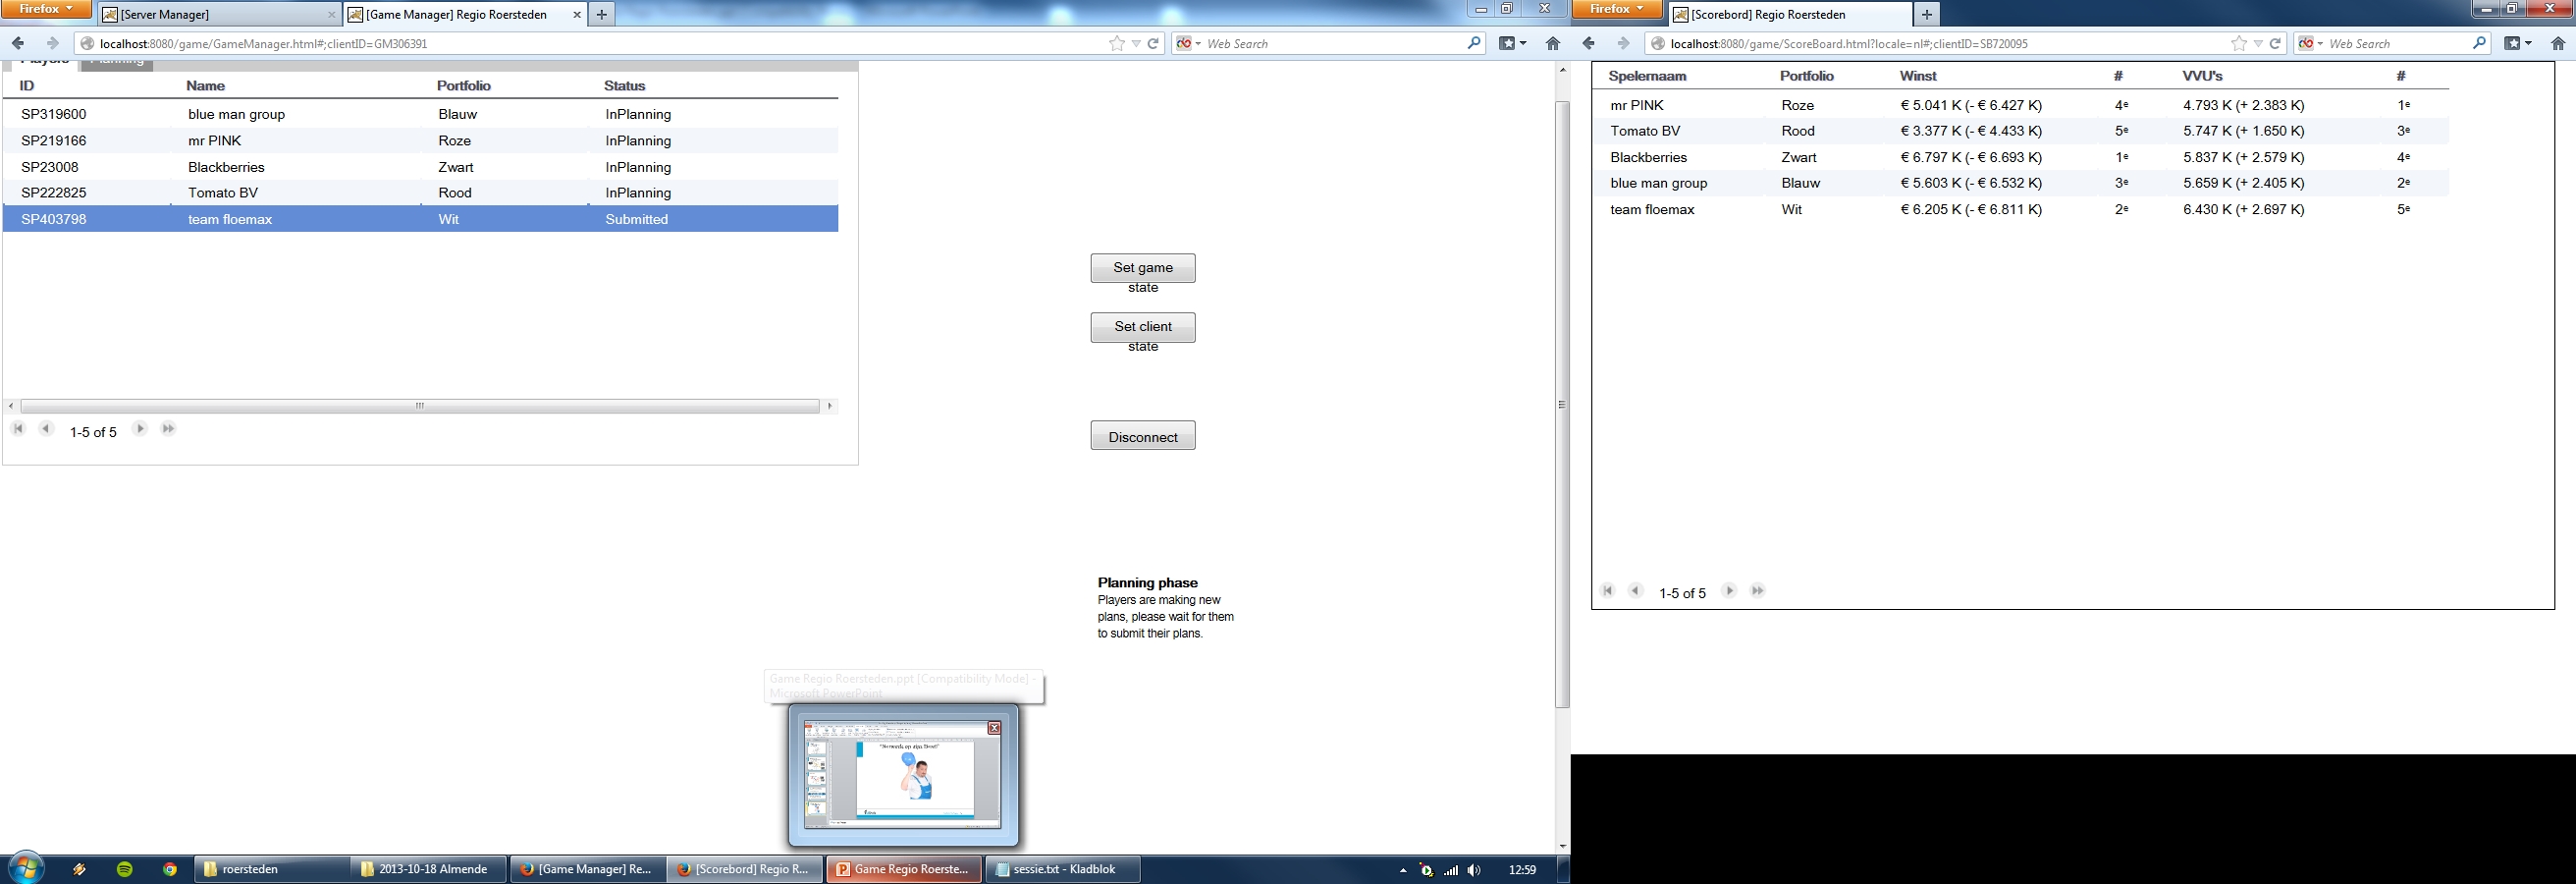 Firefox
[Server Manager]
[Game Manager] Regio Roersteden
localhost:8080/game/GameManager.html#;clientID=GM306391
Web Search
Players Planning
ID Name Portfolio Status
SP319600 blue man group Blauw InPlanning
SP219166 mr PINK Roze InPlanning
SP23008 Blackberries Zwart InPlanning
SP222825 Tomato BV Rood InPlanning
SP403798 team floemax Wit Submitted
1-5 of 5
Set game
state
Set client
state
Disconnect
Planning phase
Players are making new
plans, please wait for them
to submit their plans.
Game Regio Roersteden.ppt [Compatibility Mode] -
Microsoft PowerPoint
Firefox
[Scorebord] Regio Roersteden
localhost:8080/game/ScoreBoard.html?locale=nl#;clientID=SB720095
Web Search
Spelernaam Portfolio Winst # VVU's #
mr PINK Roze € 5.041 K (- € 6.427 K) 4e 4.793 K (+ 2.383 K) 1e
Tomato BV Rood € 3.377 K (- € 4.433 K) 5e 5.747 K (+ 1.650 K) 3e
Blackberries Zwart € 6.797 K (- € 6.693 K) 1e 5.837 K (+ 2.579 K) 4e
blue man group Blauw € 5.603 K (- € 6.532 K) 3e 5.659 K (+ 2.405 K) 2e
team floemax Wit € 6.205 K (- € 6.811 K) 2e 6.430 K (+ 2.697 K) 5e
1-5 of 5
roersteden
2013-10-18 Almende
[Game Manager] Re...
[Scorebord] Regio R...
Game Regio Roerste...
sessie.txt - Kladblok
12:59